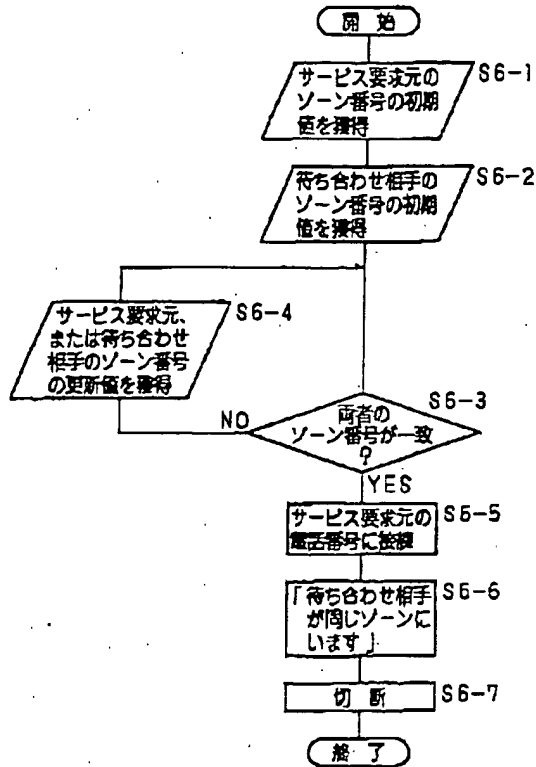 開始
サービス要求元の
ゾーン番号の初期
値を獲得
S6-1
待ち合わせ相手の
ゾーン番号の初期
値を獲得
S6-2
サービス要求元、
または待ち合わせ
相手のゾーン番号
の更新値を獲得
S6-4
両者の
ゾーン番号が一致
?
S6-3
NO
YES
サービス要求元の
電話番号に接続
S6-5
「待ち合わせ相手
が同じゾーンに
います」
S6-6
切断
S6-7
終了